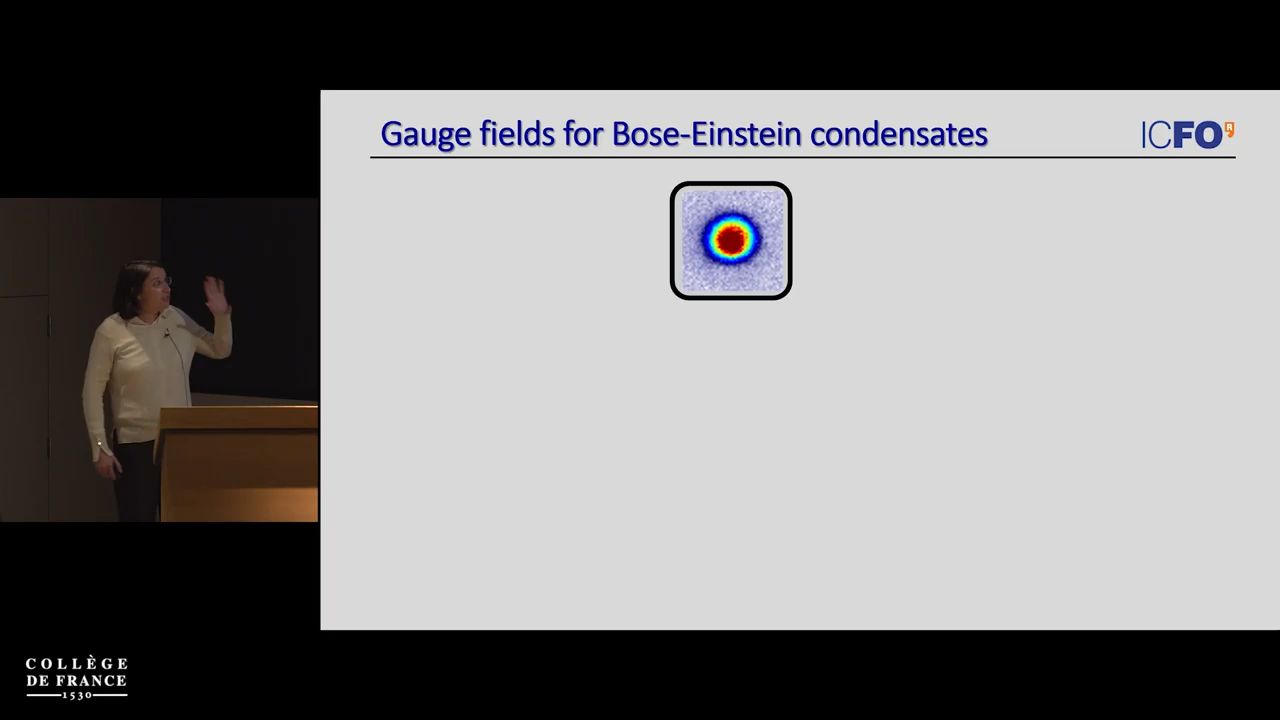 Gauge fields for Bose-Einstein condensates
ICFO R
COLLÈGE
DE FRANCE
1530